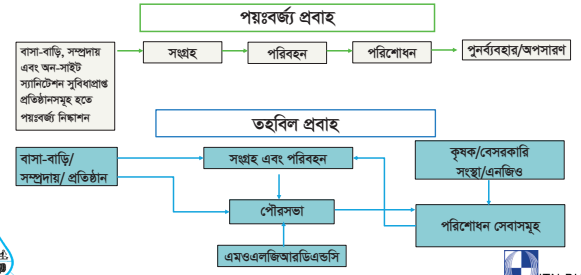 পয়ঃবর্জ্য প্রবাহ
বাসা-বাড়ি, সম্প্রদায়
এবং অন-সাইট
স্যানিটেশন সুবিধাপ্রাপ্ত
প্রতিষ্ঠানসমূহ হতে
পয়ঃবর্জ্য নিষ্কাশন
সংগ্রহ
পরিবহন
পরিশোধন
পুনর্ব্যবহার/অপসারণ
তহবিল প্রবাহ
বাসা-বাড়ি/
সম্প্রদায়/ প্রতিষ্ঠান
সংগ্রহ এবং পরিবহন
কৃষক/বেসরকারি
সংস্থা/এনজিও
পৌরসভা
পরিশোধন সেবাসমূহ
এমওএলজিআরডিএন্ডসি